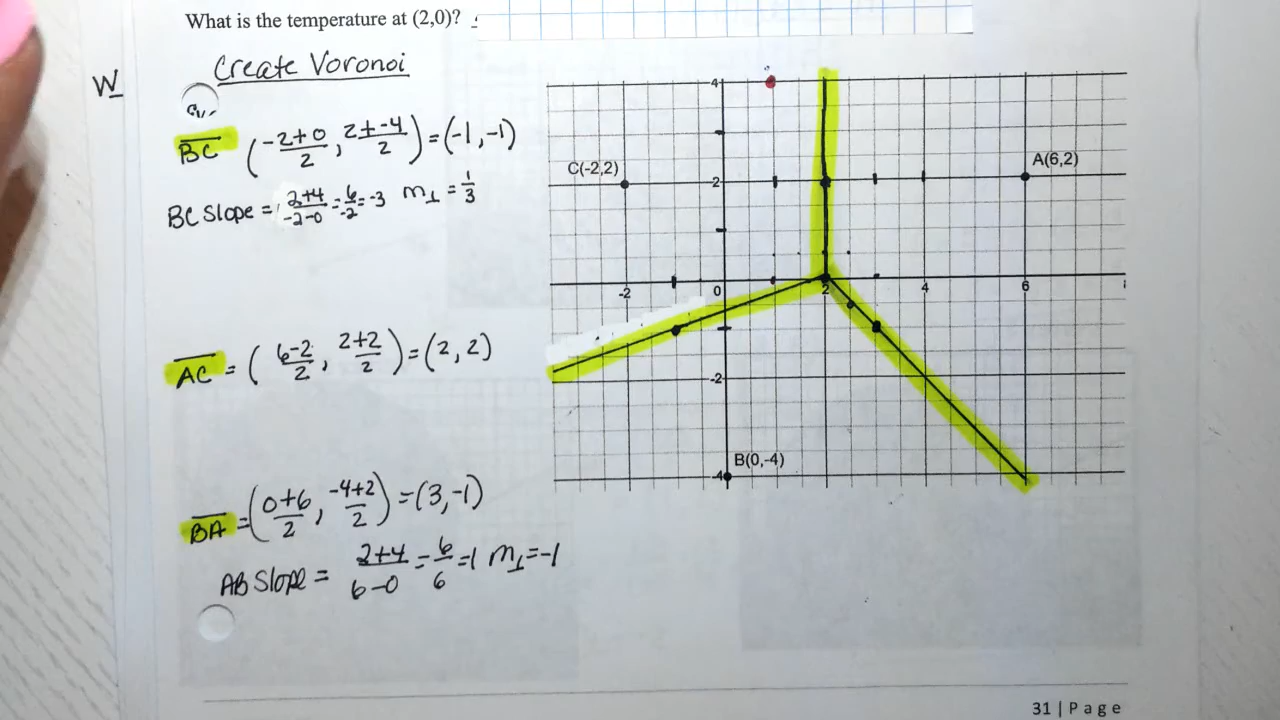 What is the temperature at (2,0)?
Create Voronoi
W
BC (-2+0/2, 2+-4/2) = (-1,-1)
BC Slope = 2+4/-2-0 = 6/-2 = -3 m⊥ = 1/3
AC = (6-2/2, 2+2/2) = (2,2)
BA = (0+6/2, -4+2/2) = (3,-1)
AB Slope = 2+4/6-0 = 6/6 = 1 m⊥ = -1
4
C(-2,2)
2
A(6,2)
-2 0 2 4 6
-2
B(0,-4)
-4
31 | Page